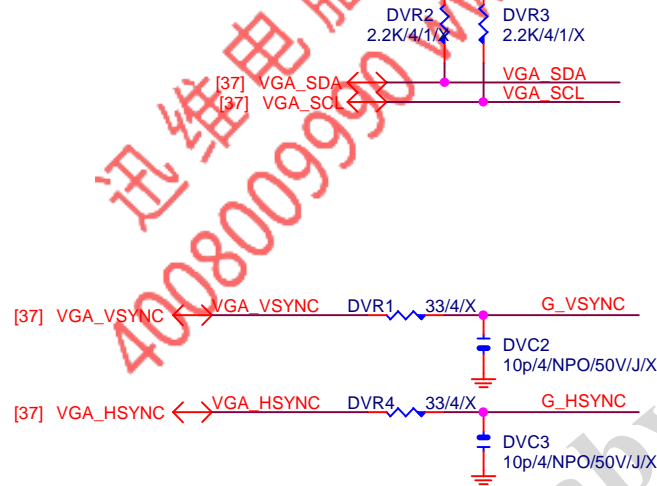 DVR2 DVR3
2.2K/4/1/X 2.2K/4/1/X
[37] VGA_SDA VGA_SDA
[37] VGA_SCL VGA_SCL
[37] VGA_VSYNC VGA_VSYNC DVR1 33/4/X G_VSYNC
DVC2
10p/4/NPO/50V/J/X
[37] VGA_HSYNC VGA_HSYNC DVR4 33/4/X G_HSYNC
DVC3
10p/4/NPO/50V/J/X
迅维电脑
4008009990 w